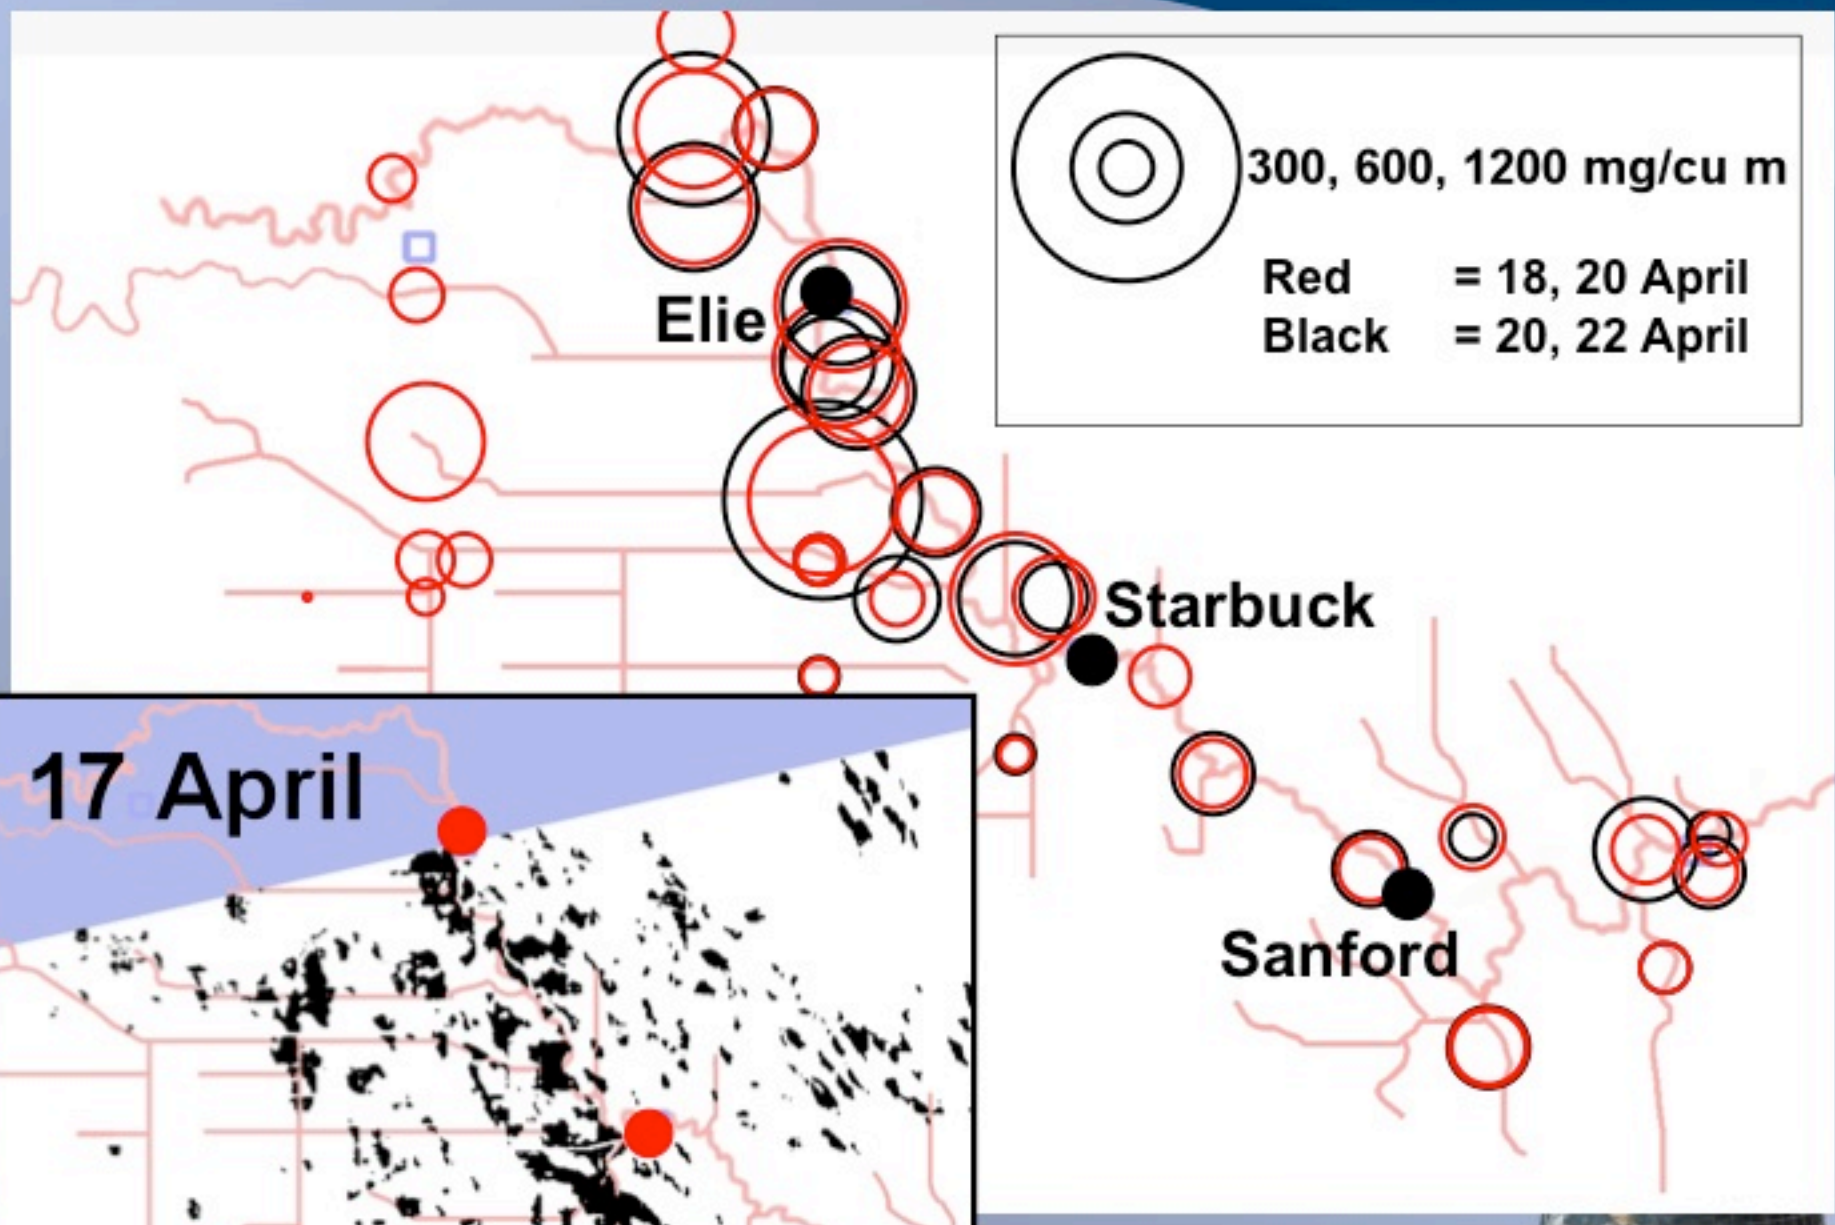 300, 600, 1200 mg/cu m
Red = 18, 20 April
Black = 20, 22 April
Elie
Starbuck
Sanford
17 April